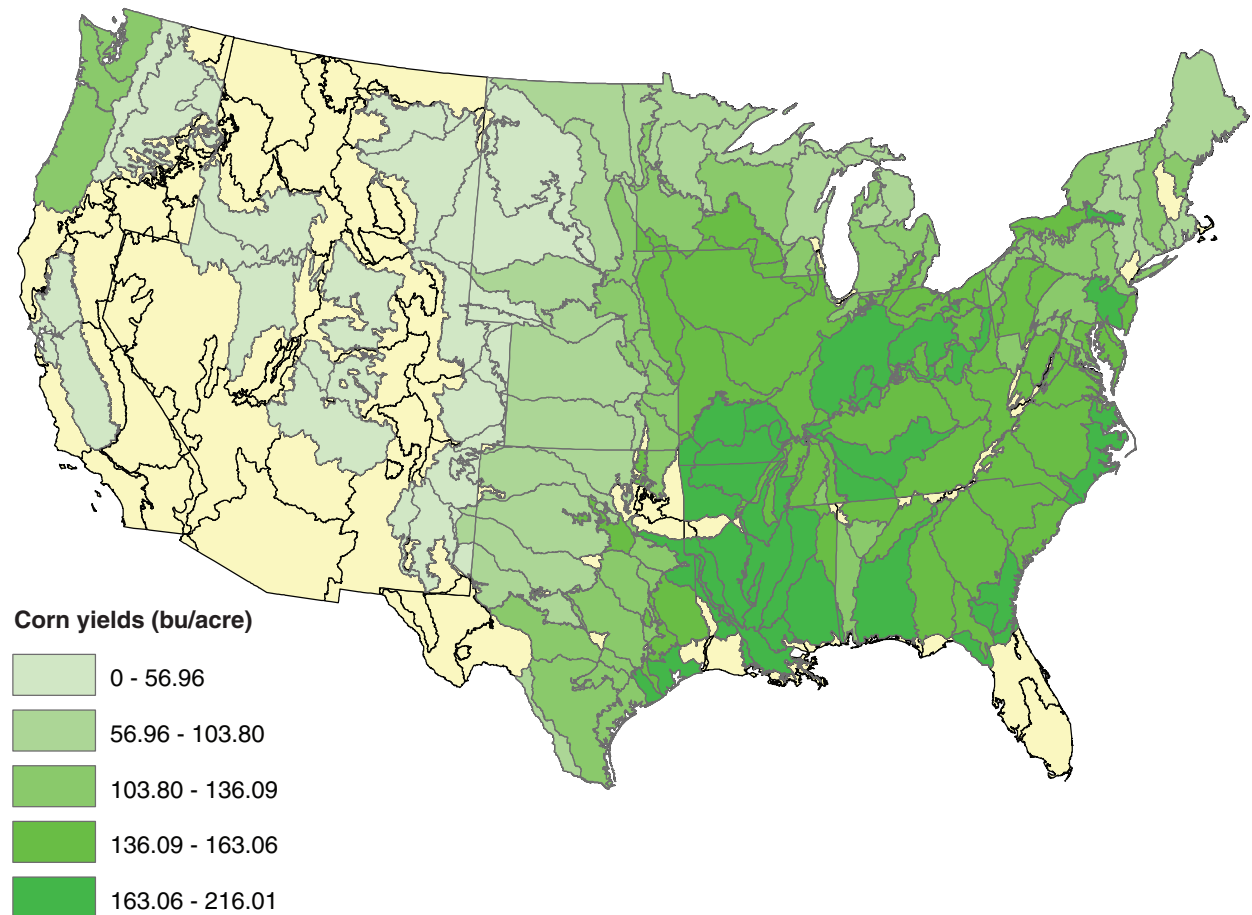 Corn yields (bu/acre)
0 - 56.96
56.96 - 103.80
103.80 - 136.09
136.09 - 163.06
163.06 - 216.01